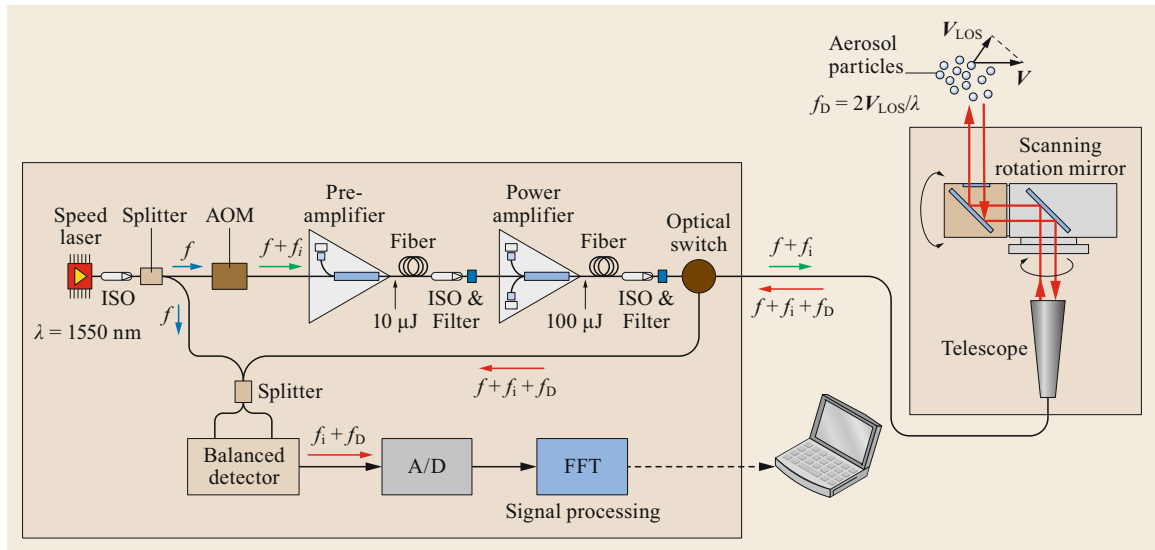 V_LOS
Aerosol
particles
V
f_D = 2V_LOS/λ
Scanning
rotation mirror
Pre-
amplifier
Power
amplifier
Optical
switch
Speed
laser
Splitter
AOM
Fiber
Fiber
f
f + f_i
f + f_i
ISO
ISO &
Filter
ISO &
Filter
f
10 µJ
100 µJ
f + f_i + f_D
λ = 1550 nm
Telescope
f + f_i + f_D
Splitter
f_i + f_D
Balanced
detector
A/D
FFT
Signal processing